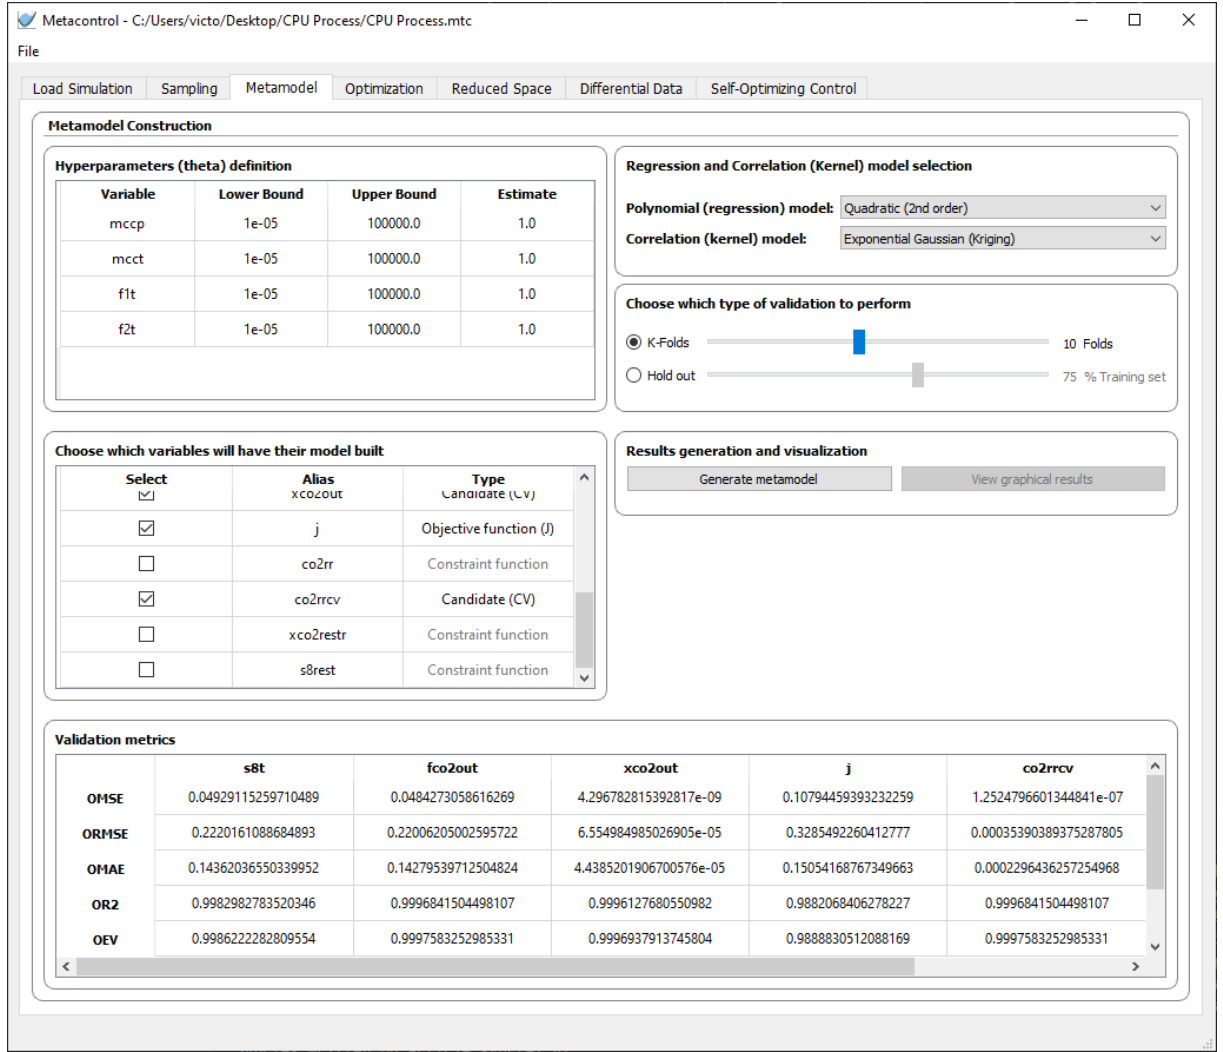 Metacontrol - C:/Users/victo/Desktop/CPU Process/CPU Process.mtc
File
Load Simulation Sampling Metamodel Optimization Reduced Space Differential Data Self-Optimizing Control
Metamodel Construction
Hyperparameters (theta) definition
Variable Lower Bound Upper Bound Estimate
mccp 1e-05 100000.0 1.0
mcct 1e-05 100000.0 1.0
f1t 1e-05 100000.0 1.0
f2t 1e-05 100000.0 1.0
Regression and Correlation (Kernel) model selection
Polynomial (regression) model: Quadratic (2nd order)
Correlation (kernel) model: Exponential Gaussian (Kriging)
Choose which type of validation to perform
K-Folds 10 Folds
Hold out 75 % Training set
Choose which variables will have their model built
Select Alias Type
xco2out Candidate (CV)
j Objective function (J)
co2rr Constraint function
co2rrcv Candidate (CV)
xco2restr Constraint function
s8rest Constraint function
Results generation and visualization
Generate metamodel View graphical results
Validation metrics
s8t fco2out xco2out j co2rrcv
OMSE 0.04929115259710489 0.0484273058616269 4.296782815392817e-09 0.10794459393232259 1.2524796601344841e-07
ORMSE 0.2220161088684893 0.22006205002595722 6.554984985026905e-05 0.3285492260412777 0.00035390389375287805
OMAE 0.14362036550339952 0.14279539712504824 4.4385201906700576e-05 0.15054168767349663 0.0002296436257254968
OR2 0.9982982783520346 0.9996841504498107 0.9996127680550982 0.9882068406278227 0.9996841504498107
OEV 0.9986222282809554 0.9997583252985331 0.9996937913745804 0.9888830512088169 0.9997583252985331